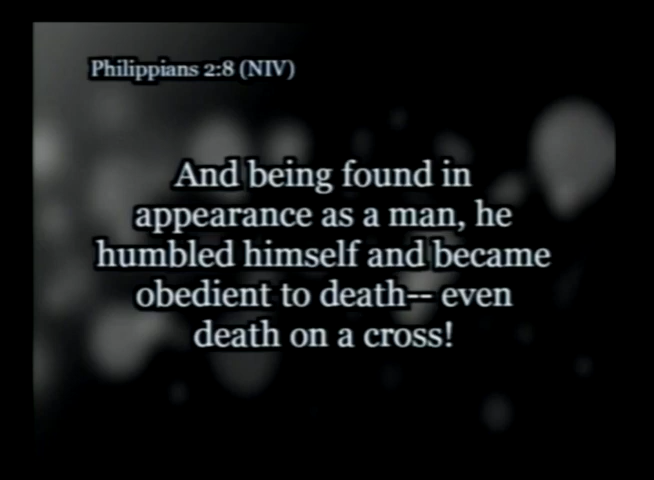 Philippians 2:8 (NIV)
And being found in
appearance as a man, he
humbled himself and became
obedient to death-- even
death on a cross!